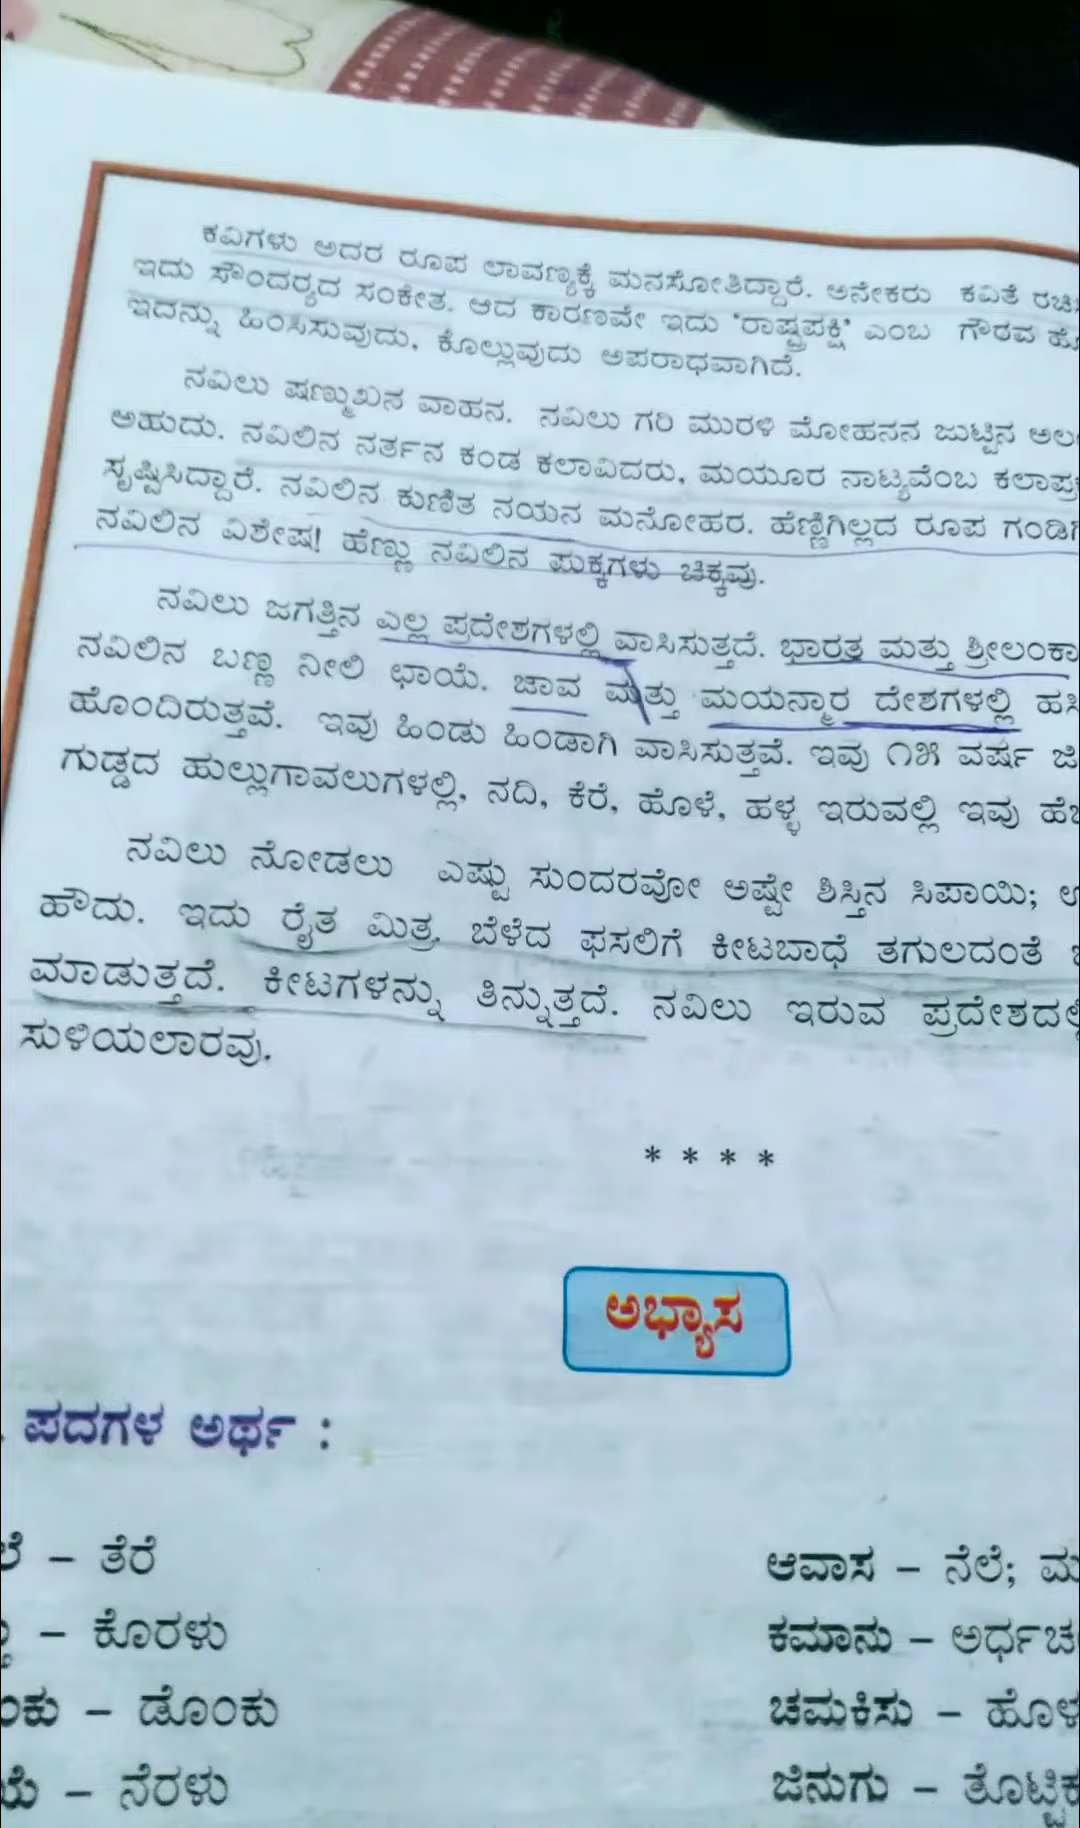 ಕವಿಗಳು ಅದರ ರೂಪ ಲಾವಣ್ಯಕ್ಕೆ ಮನಸೋತಿದ್ದಾರೆ. ಅನೇಕರು ಕವಿತೆ ರಚಿ
ಇದು ಸೌಂದರ್‍ಯದ ಸಂಕೇತ. ಆದ ಕಾರಣವೇ ಇದು 'ರಾಷ್ಟ್ರಪಕ್ಷಿ' ಎಂಬ ಗೌರವ ಹೊ
ಇದನ್ನು ಹಿಂಸಿಸುವುದು, ಕೊಲ್ಲುವುದು ಅಪರಾಧವಾಗಿದೆ.
ನವಿಲು ಷಣ್ಮುಖನ ವಾಹನ. ನವಿಲು ಗರಿ ಮುರಳಿ ಮೋಹನನ ಜುಟ್ಟಿನ ಅಲ
ಅಹುದು. ನವಿಲಿನ ನರ್ತನ ಕಂಡ ಕಲಾವಿದರು, ಮಯೂರ ನಾಟ್ಯವೆಂಬ ಕಲಾಪ್ರ
ಸೃಷ್ಟಿಸಿದ್ದಾರೆ. ನವಿಲಿನ ಕುಣಿತ ನಯನ ಮನೋಹರ. ಹೆಣ್ಣಿಗಿಲ್ಲದ ರೂಪ ಗಂಡಿಗಿ
ನವಿಲಿನ ವಿಶೇಷ! ಹೆಣ್ಣು ನವಿಲಿನ ಪುಕ್ಕಗಳು ಚಿಕ್ಕವು.
ನವಿಲು ಜಗತ್ತಿನ ಎಲ್ಲ ಪ್ರದೇಶಗಳಲ್ಲಿ ವಾಸಿಸುತ್ತದೆ. ಭಾರತ ಮತ್ತು ಶ್ರೀಲಂಕಾ
ನವಿಲಿನ ಬಣ್ಣ ನೀಲಿ ಛಾಯೆ. ಜಾವ ಮತ್ತು ಮಯನ್ಮಾರ ದೇಶಗಳಲ್ಲಿ ಹಸಿ
ಹೊಂದಿರುತ್ತವೆ. ಇವು ಹಿಂಡು ಹಿಂಡಾಗಿ ವಾಸಿಸುತ್ತವೆ. ಇವು ೧೫ ವರ್ಷ ಜೀ
ಗುಡ್ಡದ ಹುಲ್ಲುಗಾವಲುಗಳಲ್ಲಿ, ನದಿ, ಕೆರೆ, ಹೊಳೆ, ಹಳ್ಳ ಇರುವಲ್ಲಿ ಇವು ಹೆಚ
ನವಿಲು ನೋಡಲು ಎಷ್ಟು ಸುಂದರವೋ ಅಷ್ಟೇ ಶಿಸ್ತಿನ ಸಿಪಾಯಿ;
ಹೌದು. ಇದು ರೈತ ಮಿತ್ರ. ಬೆಳೆದ ಫಸಲಿಗೆ ಕೀಟಬಾಧೆ ತಗುಲದಂತೆ
ಮಾಡುತ್ತದೆ. ಕೀಟಗಳನ್ನು ತಿನ್ನುತ್ತದೆ. ನವಿಲು ಇರುವ ಪ್ರದೇಶದಲ್ಲಿ
ಸುಳಿಯಲಾರವು.
* * * *
ಅಭ್ಯಾಸ
ಪದಗಳ ಅರ್ಥ :
ಲೆ – ತೆರೆ
ಆವಾಸ – ನೆಲೆ; ಮ
– ಕೊರಳು
ಕಮಾನು – ಅರ್ಧಚ
ಂಕು – ಡೊಂಕು
ಚಮಕಿಸು – ಹೊಳ
ಯೆ – ನೆರಳು
ಜಿನುಗು – ತೊಟ್ಟಿಕ